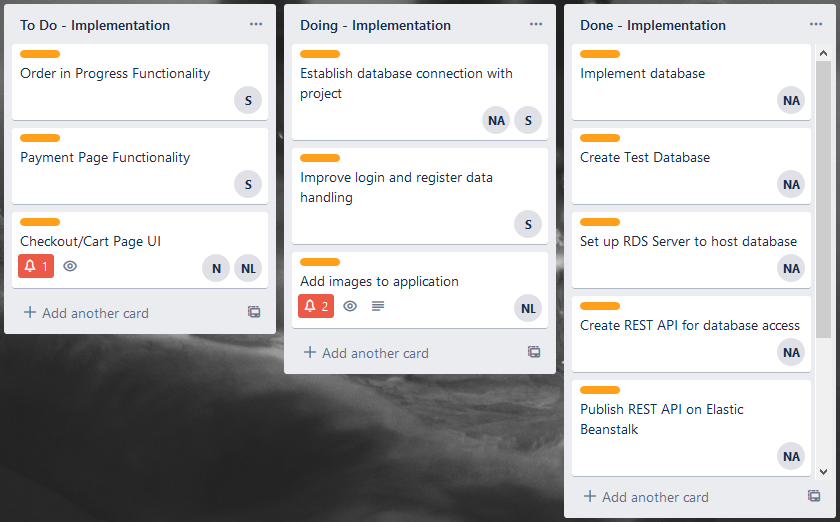 To Do - Implementation
Order in Progress Functionality
S
Payment Page Functionality
S
Checkout/Cart Page UI
1
N NL
Add another card
Doing - Implementation
Establish database connection with
project
NA S
Improve login and register data
handling
S
Add images to application
2
NL
Add another card
Done - Implementation
Implement database
NA
Create Test Database
NA
Set up RDS Server to host database
NA
Create REST API for database access
NA
Publish REST API on Elastic
Beanstalk
NA
Add another card